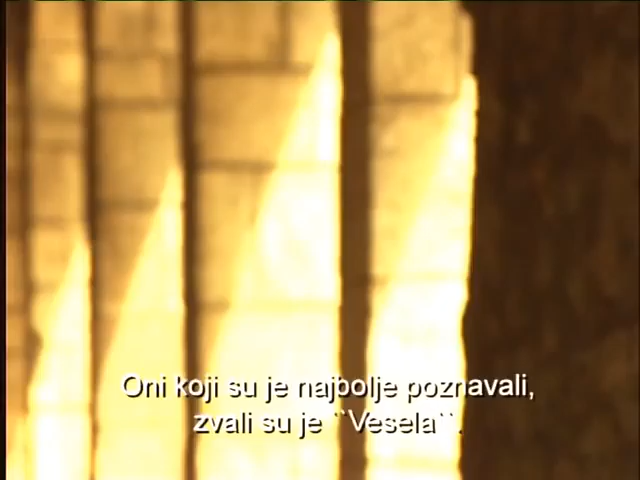 Oni koji su je najbolje poznavali,
zvali su je ``Vesela``.